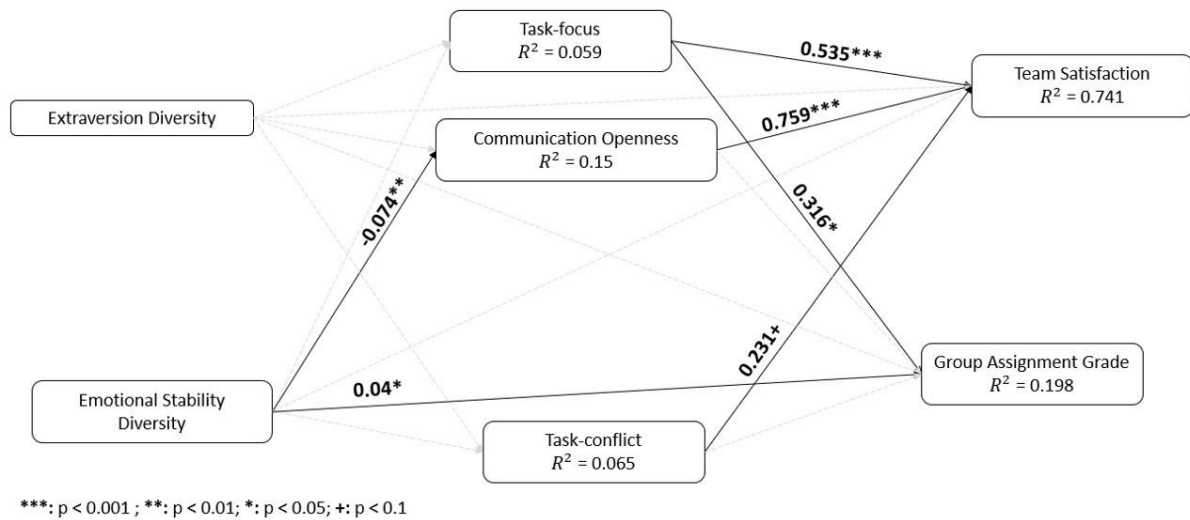 Task-focus
R² = 0.059
0.535***
Team Satisfaction
R² = 0.741
Extraversion Diversity
0.759***
Communication Openness
R² = 0.15
-0.074**
0.316*
0.231+
Group Assignment Grade
R² = 0.198
0.04*
Emotional Stability
Diversity
Task-conflict
R² = 0.065
***: p < 0.001 ; **: p < 0.01; *: p < 0.05; +: p < 0.1